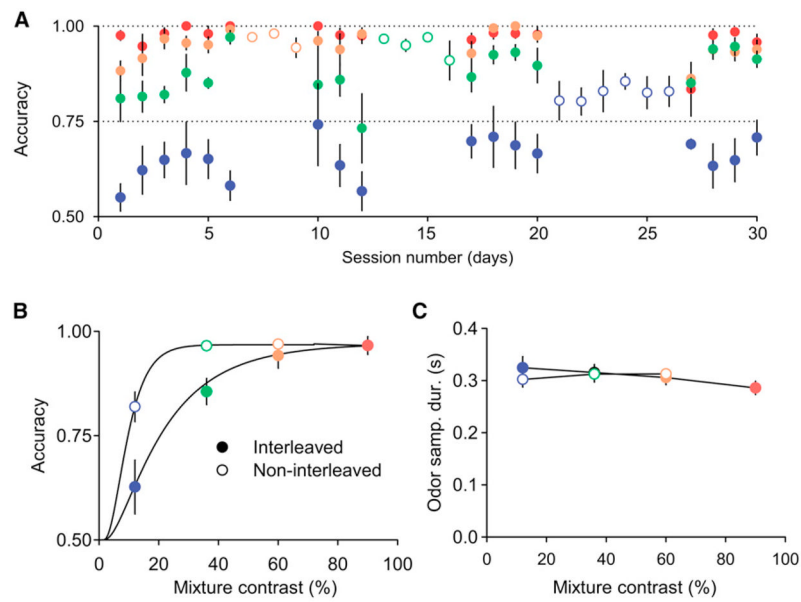 A
1.00
0.75
0.50
Accuracy
0 5 10 15 20 25 30
Session number (days)
B
1.00
0.75
0.50
Accuracy
Interleaved
Non-interleaved
0 20 40 60 80 100
Mixture contrast (%)
C
0.4
0.3
0.2
0.1
0.0
Odor samp. dur. (s)
0 20 40 60 80 100
Mixture contrast (%)